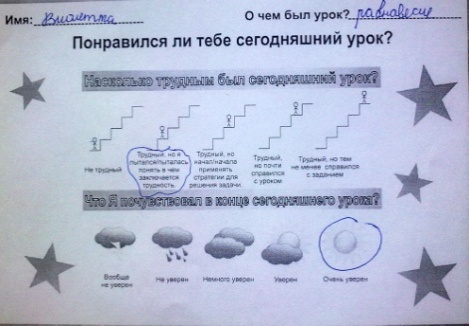 Имя: Виолетта О чем был урок? равнавесие
Понравился ли тебе сегодняшний урок?
Насколько трудным был сегодняшний урок?
Не трудный
Трудный, но я пытался/пыталась понять в чём заключается трудность.
Трудный, но начал/начала применять стратегии для решения задачи.
Трудный, но почти справился с уроком
Трудный, но тем не менее справился с заданием
Что Я почувствовал в конце сегодняшнего урока?
Вообще не уверен
Не уверен
Немного уверен
Уверен
Очень уверен